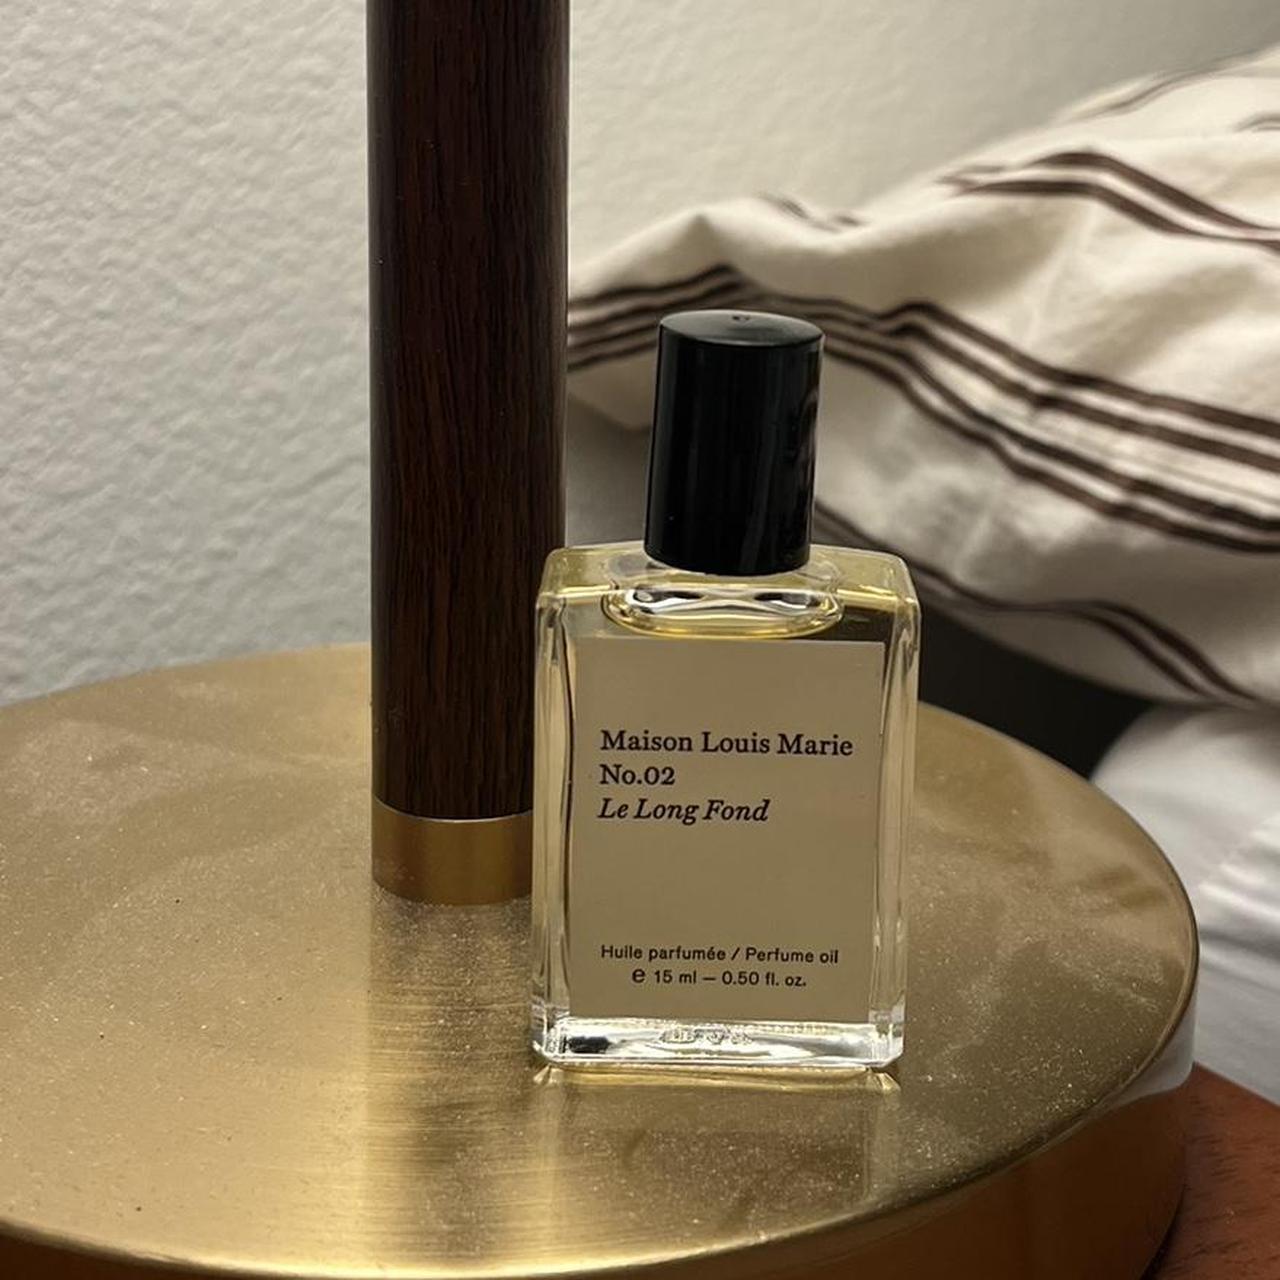 Maison Louis Marie
No.02
Le Long Fond
Huile parfumée / Perfume oil
℮ 15 ml — 0.50 fl. oz.